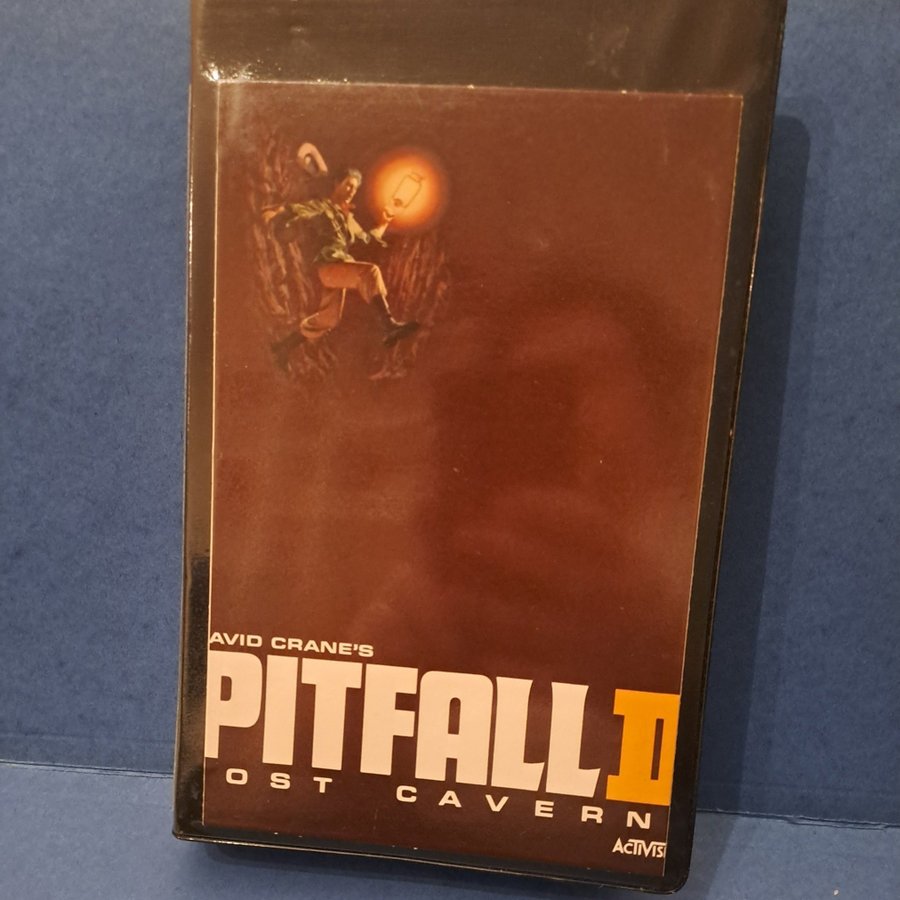 AVID CRANE'S
PITFALL II
OST CAVERN
ACTIVIS